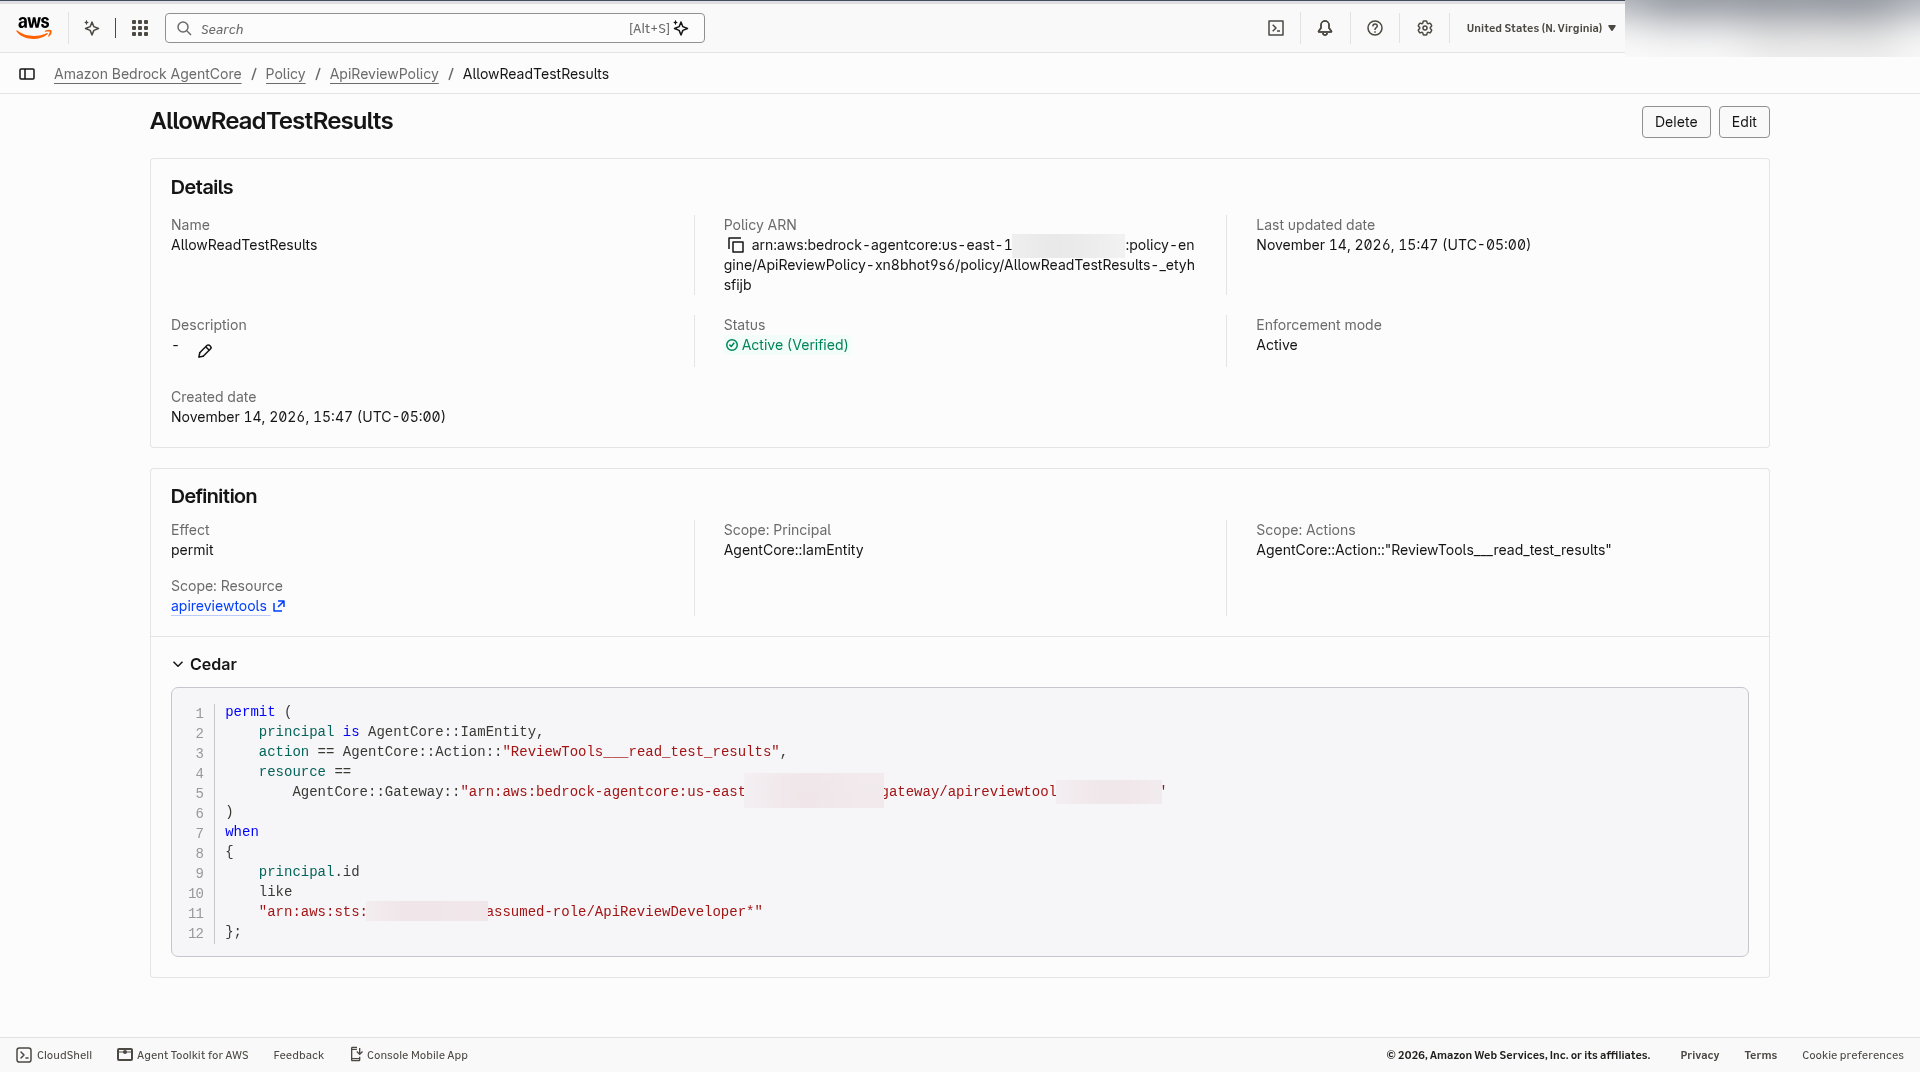 aws
Search [Alt+S]
United States (N. Virginia)
Amazon Bedrock AgentCore / Policy / ApiReviewPolicy / AllowReadTestResults
AllowReadTestResults
Delete
Edit
Details
Name
AllowReadTestResults
Policy ARN
arn:aws:bedrock-agentcore:us-east-1 :policy-en
gine/ApiReviewPolicy-xn8bhot9s6/policy/AllowReadTestResults-_etyh
sfijb
Last updated date
November 14, 2026, 15:47 (UTC-05:00)
Description
-
Status
Active (Verified)
Enforcement mode
Active
Created date
November 14, 2026, 15:47 (UTC-05:00)
Definition
Effect
permit
Scope: Principal
AgentCore::IamEntity
Scope: Actions
AgentCore::Action::"ReviewTools___read_test_results"
Scope: Resource
apireviewtools
Cedar
1 permit (
2 principal is AgentCore::IamEntity,
3 action == AgentCore::Action::"ReviewTools___read_test_results",
4 resource ==
5 AgentCore::Gateway::"arn:aws:bedrock-agentcore:us-east gateway/apireviewtool '
6 )
7 when
8 {
9 principal.id
10 like
11 "arn:aws:sts: assumed-role/ApiReviewDeveloper*"
12 };
CloudShell
Agent Toolkit for AWS
Feedback
Console Mobile App
© 2026, Amazon Web Services, Inc. or its affiliates.
Privacy
Terms
Cookie preferences